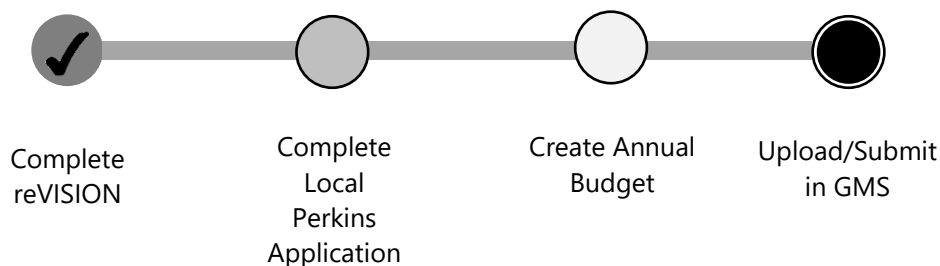 Complete
reVISION
Complete
Local
Perkins
Application
Create Annual
Budget
Upload/Submit
in GMS